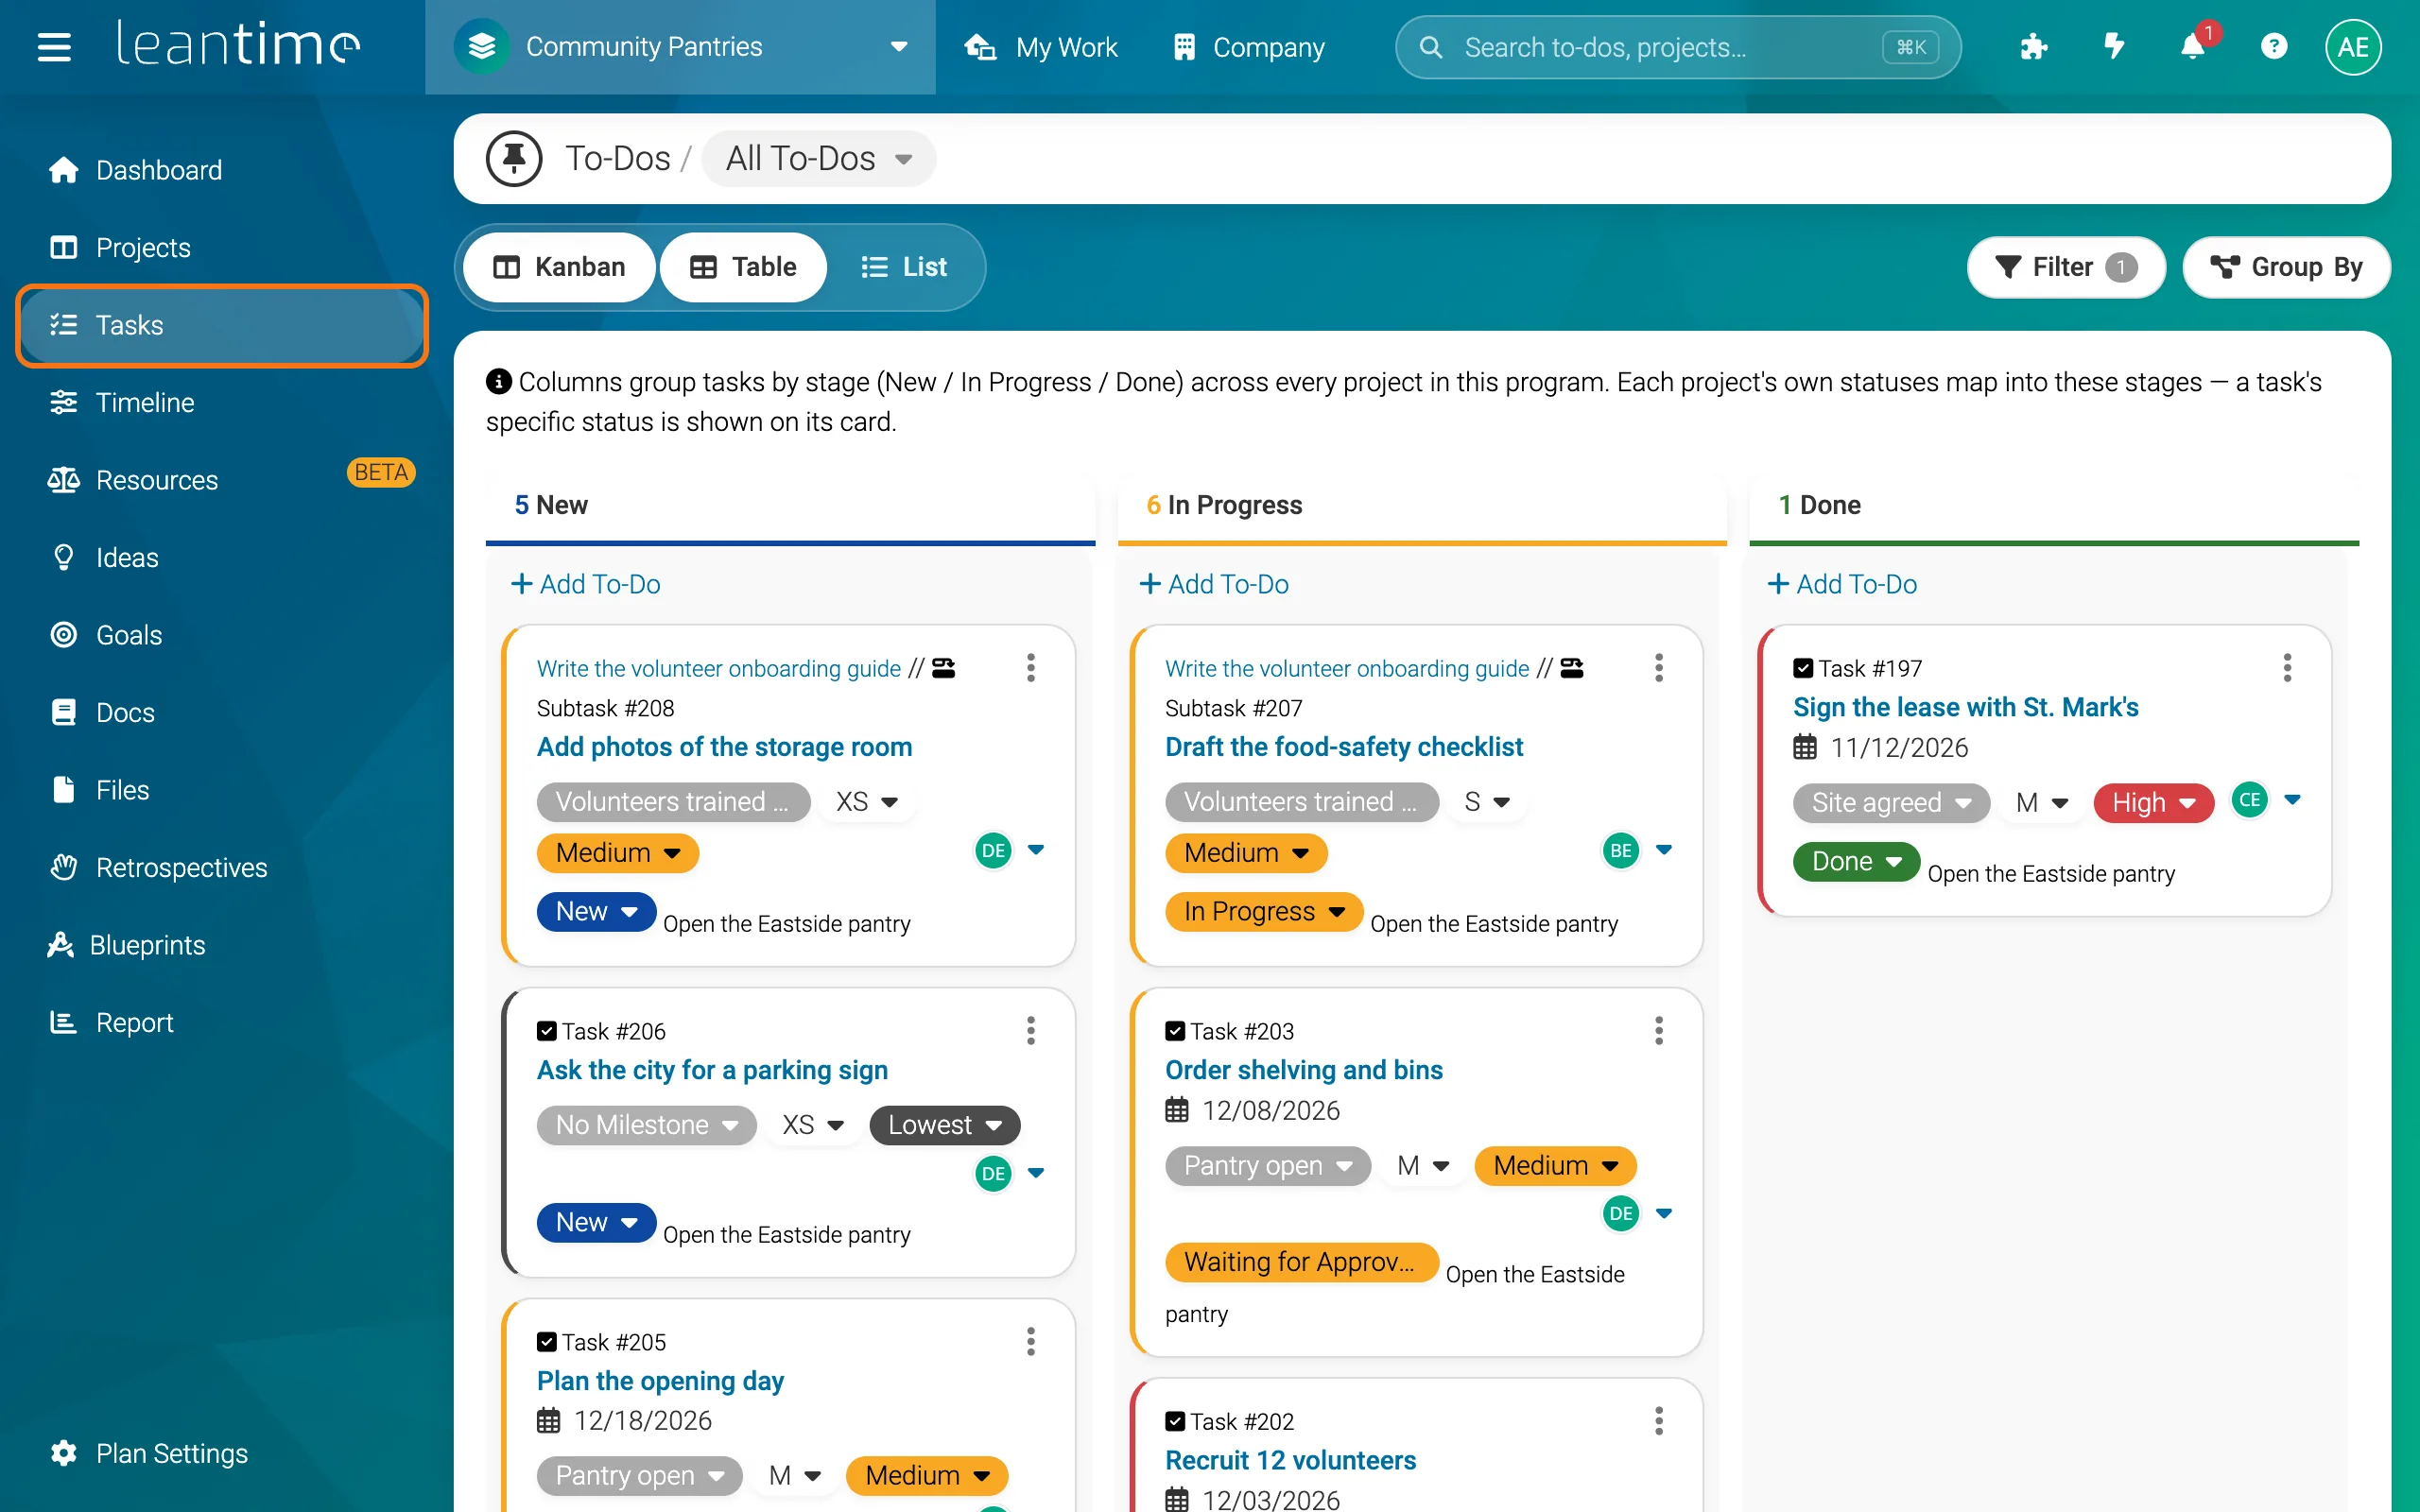 leantime
Community Pantries
My Work
Company
Search to-dos, projects...
⌘K
1
AE
Dashboard
Projects
Tasks
Timeline
Resources
BETA
Ideas
Goals
Docs
Files
Retrospectives
Blueprints
Report
Plan Settings
To-Dos / All To-Dos
Kanban
Table
List
Filter 1
Group By
Columns group tasks by stage (New / In Progress / Done) across every project in this program. Each project's own statuses map into these stages — a task's
specific status is shown on its card.
5 New
+ Add To-Do
Write the volunteer onboarding guide //
Subtask #208
Add photos of the storage room
Volunteers trained ... XS
Medium DE
New Open the Eastside pantry
Task #206
Ask the city for a parking sign
No Milestone XS Lowest
DE
New Open the Eastside pantry
Task #205
Plan the opening day
12/18/2026
Pantry open M Medium
6 In Progress
+ Add To-Do
Write the volunteer onboarding guide //
Subtask #207
Draft the food-safety checklist
Volunteers trained ... S
Medium BE
In Progress Open the Eastside pantry
Task #203
Order shelving and bins
12/08/2026
Pantry open M Medium
DE
Waiting for Approv... Open the Eastside
pantry
Task #202
Recruit 12 volunteers
12/03/2026
1 Done
+ Add To-Do
Task #197
Sign the lease with St. Mark's
11/12/2026
Site agreed M High CE
Done Open the Eastside pantry